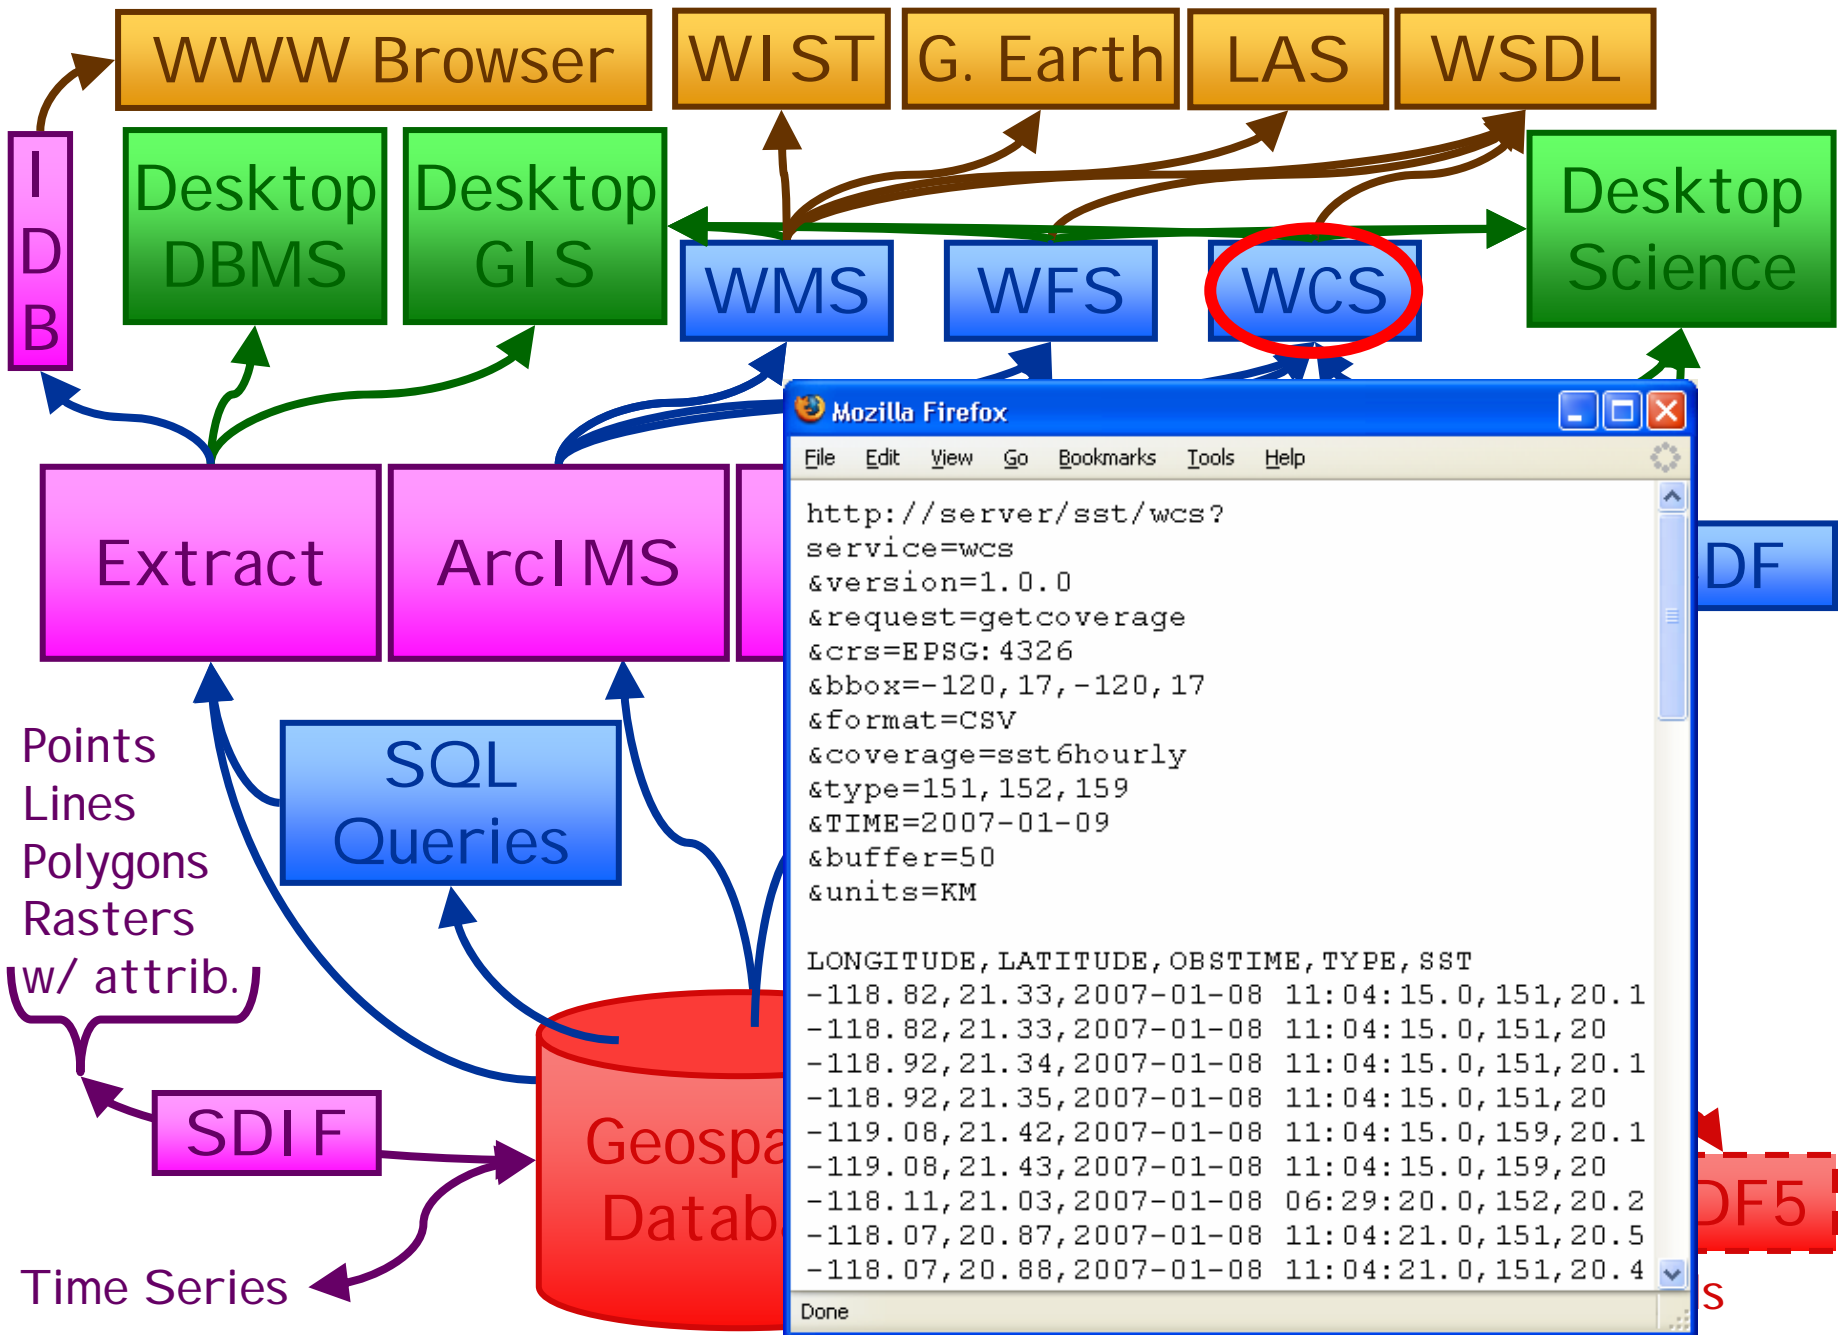 WWW Browser
WIST
G. Earth
LAS
WSDL
IDB
Desktop
DBMS
Desktop
GIS
WMS
WFS
WCS
Desktop
Science
Extract
ArcIMS
DF
SQL
Queries
Points
Lines
Polygons
Rasters
w/ attrib.
SDIF
Time Series
Geospa
Databa
DF5
ls
Mozilla Firefox
File Edit View Go Bookmarks Tools Help
http://server/sst/wcs?
service=wcs
&version=1.0.0
&request=getcoverage
&crs=EPSG:4326
&bbox=-120,17,-120,17
&format=CSV
&coverage=sst6hourly
&type=151,152,159
&TIME=2007-01-09
&buffer=50
&units=KM
LONGITUDE,LATITUDE,OBSTIME,TYPE,SST
-118.82,21.33,2007-01-08 11:04:15.0,151,20.1
-118.82,21.33,2007-01-08 11:04:15.0,151,20
-118.92,21.34,2007-01-08 11:04:15.0,151,20.1
-118.92,21.35,2007-01-08 11:04:15.0,151,20
-119.08,21.42,2007-01-08 11:04:15.0,159,20.1
-119.08,21.43,2007-01-08 11:04:15.0,159,20
-118.11,21.03,2007-01-08 06:29:20.0,152,20.2
-118.07,20.87,2007-01-08 11:04:21.0,151,20.5
-118.07,20.88,2007-01-08 11:04:21.0,151,20.4
Done